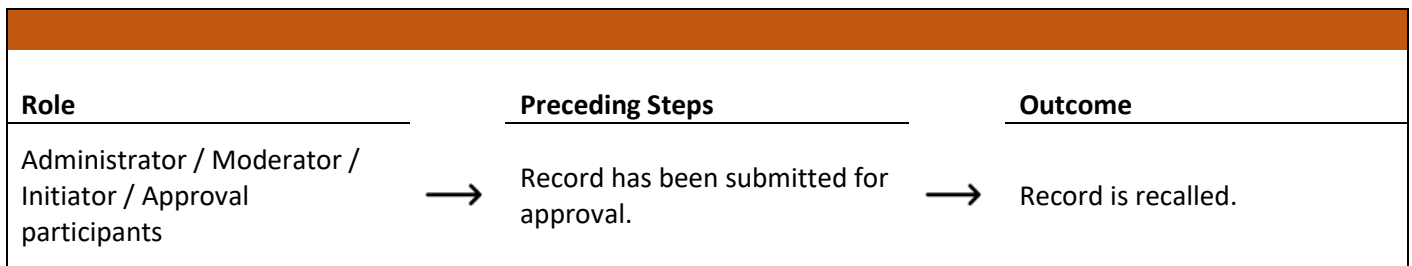 Role
Preceding Steps
Outcome
Administrator / Moderator /
Initiator / Approval
participants
Record has been submitted for
approval.
Record is recalled.